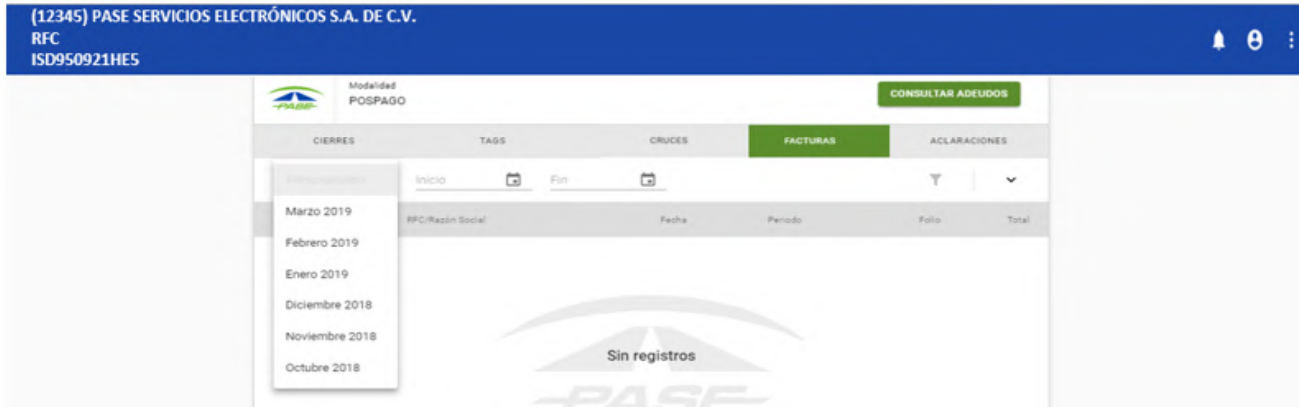 (12345) PASE SERVICIOS ELECTRÓNICOS S.A. DE C.V.
RFC
ISD950921HE5
PASE
Modalidad
POSPAGO
CONSULTAR ADEUDOS
CIERRES TAGS CRUCES FACTURAS ACLARACIONES
Inicio Fin
RFC/Razón Social Fecha Periodo Folio Total
Marzo 2019
Febrero 2019
Enero 2019
Diciembre 2018
Noviembre 2018
Octubre 2018
Sin registros
PASE